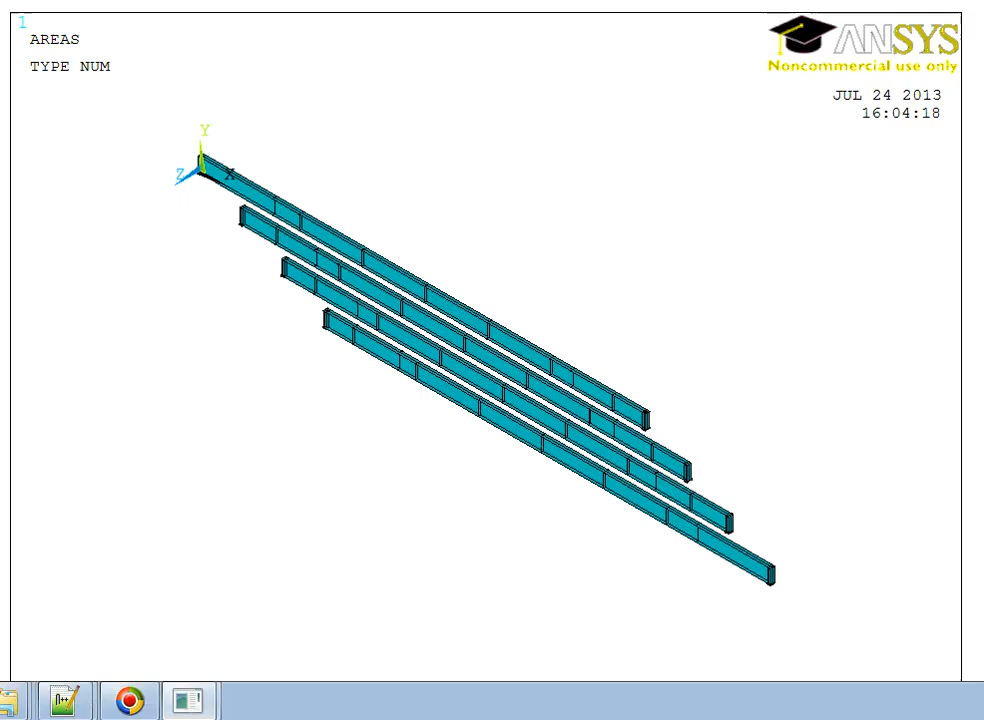 1
AREAS
TYPE NUM
ANSYS
Noncommercial use only
JUL 24 2013
16:04:18
Y
Z
X